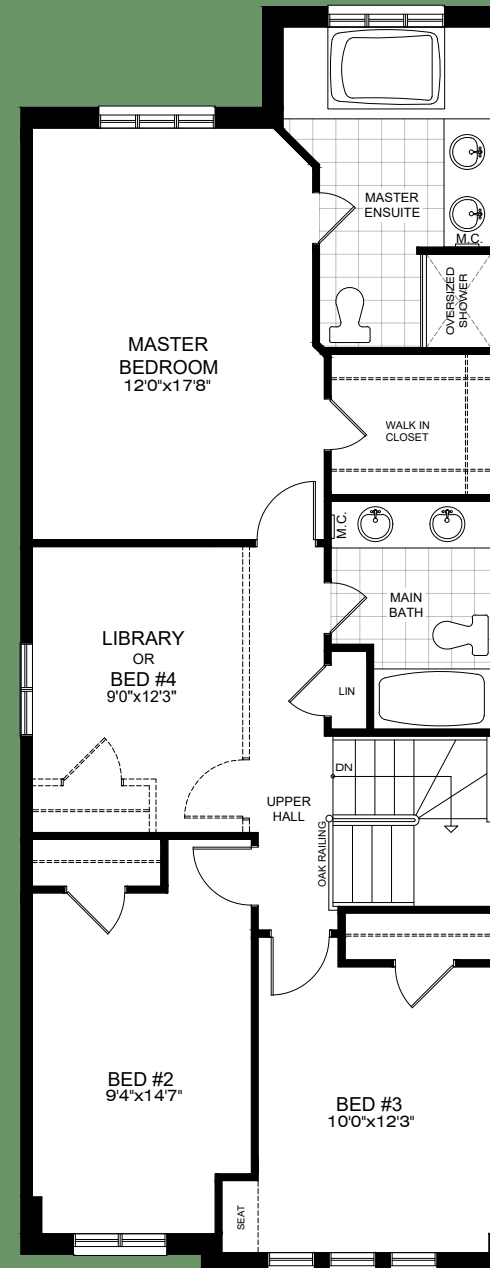 MASTER
ENSUITE
M.C.
OVERSIZED
SHOWER
MASTER
BEDROOM
12'0"x17'8"
WALK IN
CLOSET
M.C.
MAIN
BATH
LIBRARY
OR
BED #4
9'0"x12'3"
LIN
DN
UPPER
HALL
OAK RAILING
BED #2
9'4"x14'7"
BED #3
10'0"x12'3"
SEAT